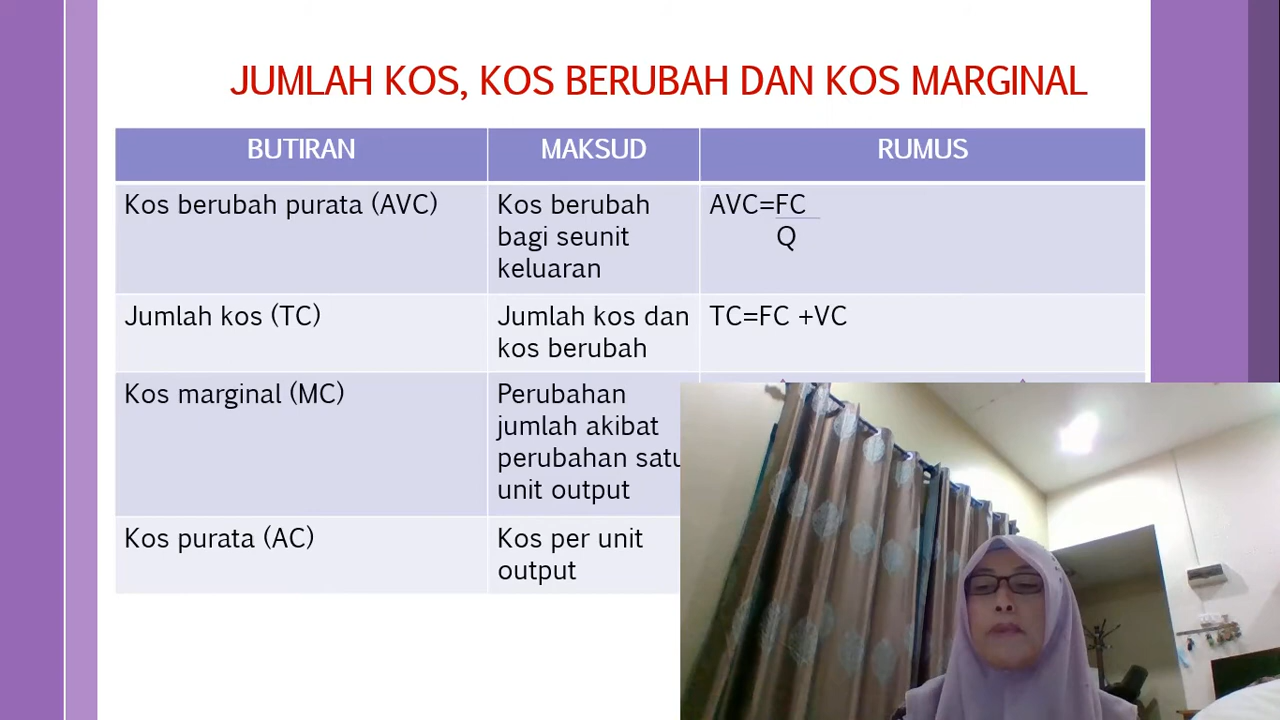 JUMLAH KOS, KOS BERUBAH DAN KOS MARGINAL
BUTIRAN MAKSUD RUMUS
Kos berubah purata (AVC)
Kos berubah
bagi seunit
keluaran
AVC=FC
Q
Jumlah kos (TC)
Jumlah kos dan
kos berubah
TC=FC +VC
Kos marginal (MC)
Perubahan
jumlah akibat
perubahan satu
unit output
Kos purata (AC)
Kos per unit
output